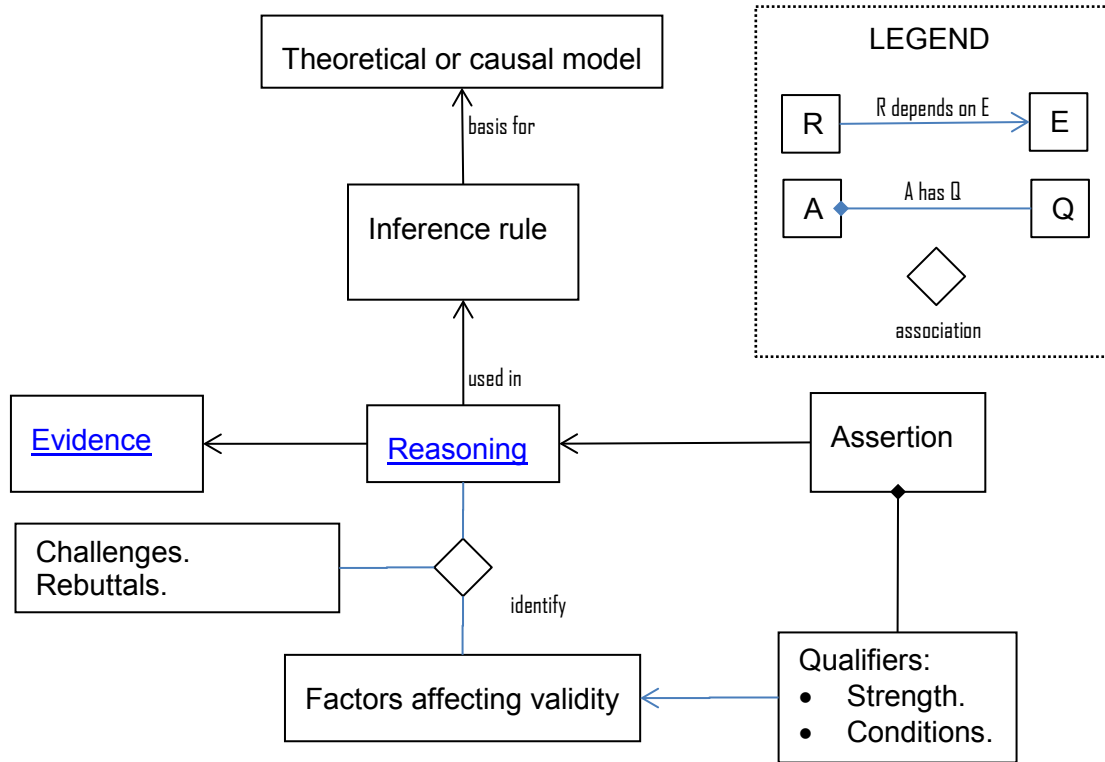 Theoretical or causal model
LEGEND
R
R depends on E
E
basis for
A
A has Q
Q
Inference rule
association
used in
Evidence
Reasoning
Assertion
Challenges.
Rebuttals.
identify
Factors affecting validity
Qualifiers:
• Strength.
• Conditions.